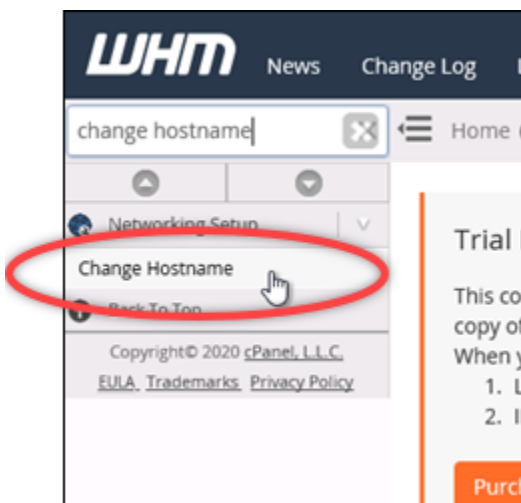 WHM News Change Log
change hostname
Home
Networking Setup
Change Hostname
Back To Top
Copyright© 2020 cPanel, L.L.C.
EULA Trademarks Privacy Policy
Trial
This co
copy of
When y
1. L
2. I
Purch